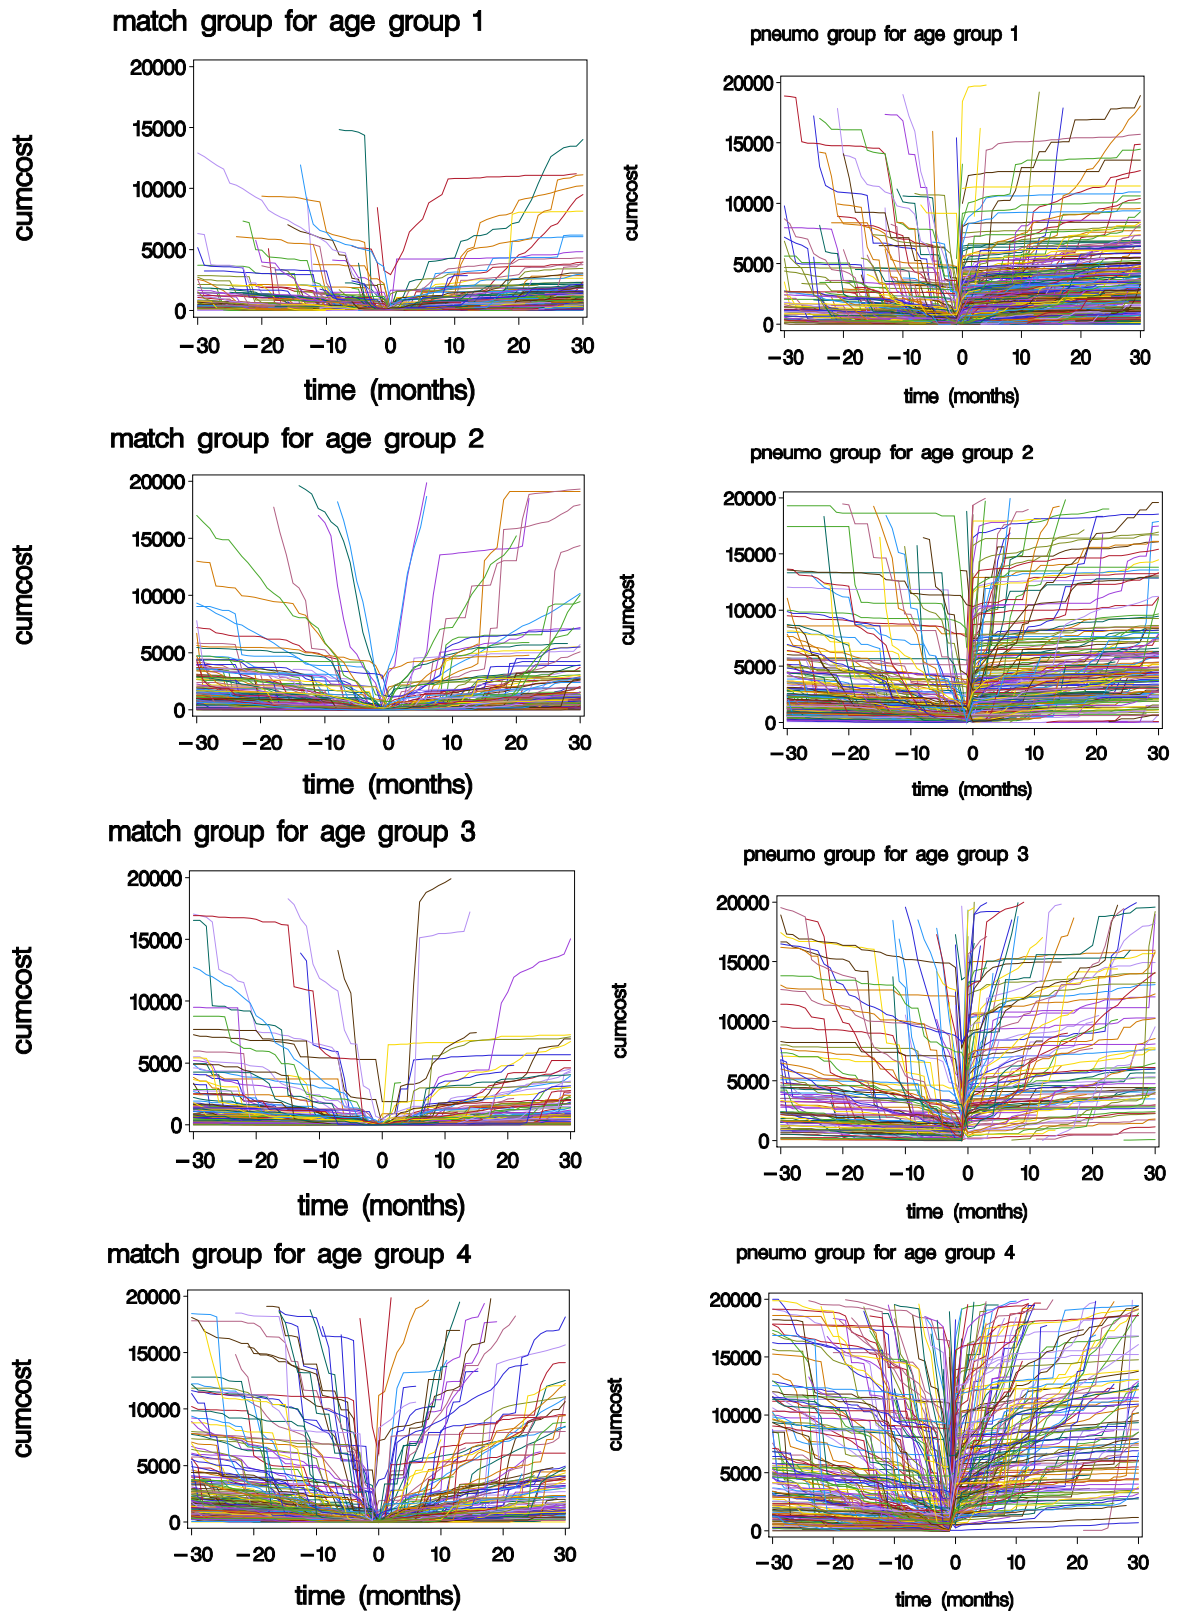 match group for age group 1
pneumo group for age group 1
20000
15000
10000
5000
0
cumcost
−30 −20 −10 0 10 20 30
time (months)
20000
15000
10000
5000
0
cumcost
−30 −20 −10 0 10 20 30
time (months)
match group for age group 2
pneumo group for age group 2
20000
15000
10000
5000
0
cumcost
−30 −20 −10 0 10 20 30
time (months)
20000
15000
10000
5000
0
cumcost
−30 −20 −10 0 10 20 30
time (months)
match group for age group 3
pneumo group for age group 3
20000
15000
10000
5000
0
cumcost
−30 −20 −10 0 10 20 30
time (months)
20000
15000
10000
5000
0
cumcost
−30 −20 −10 0 10 20 30
time (months)
match group for age group 4
pneumo group for age group 4
20000
15000
10000
5000
0
cumcost
−30 −20 −10 0 10 20 30
time (months)
20000
15000
10000
5000
0
cumcost
−30 −20 −10 0 10 20 30
time (months)